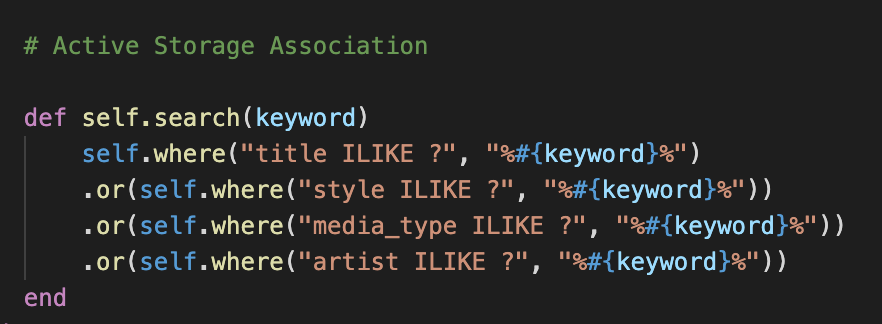 # Active Storage Association
def self.search(keyword)
    self.where("title ILIKE ?", "%#{keyword}%")
    .or(self.where("style ILIKE ?", "%#{keyword}%"))
    .or(self.where("media_type ILIKE ?", "%#{keyword}%"))
    .or(self.where("artist ILIKE ?", "%#{keyword}%"))
end